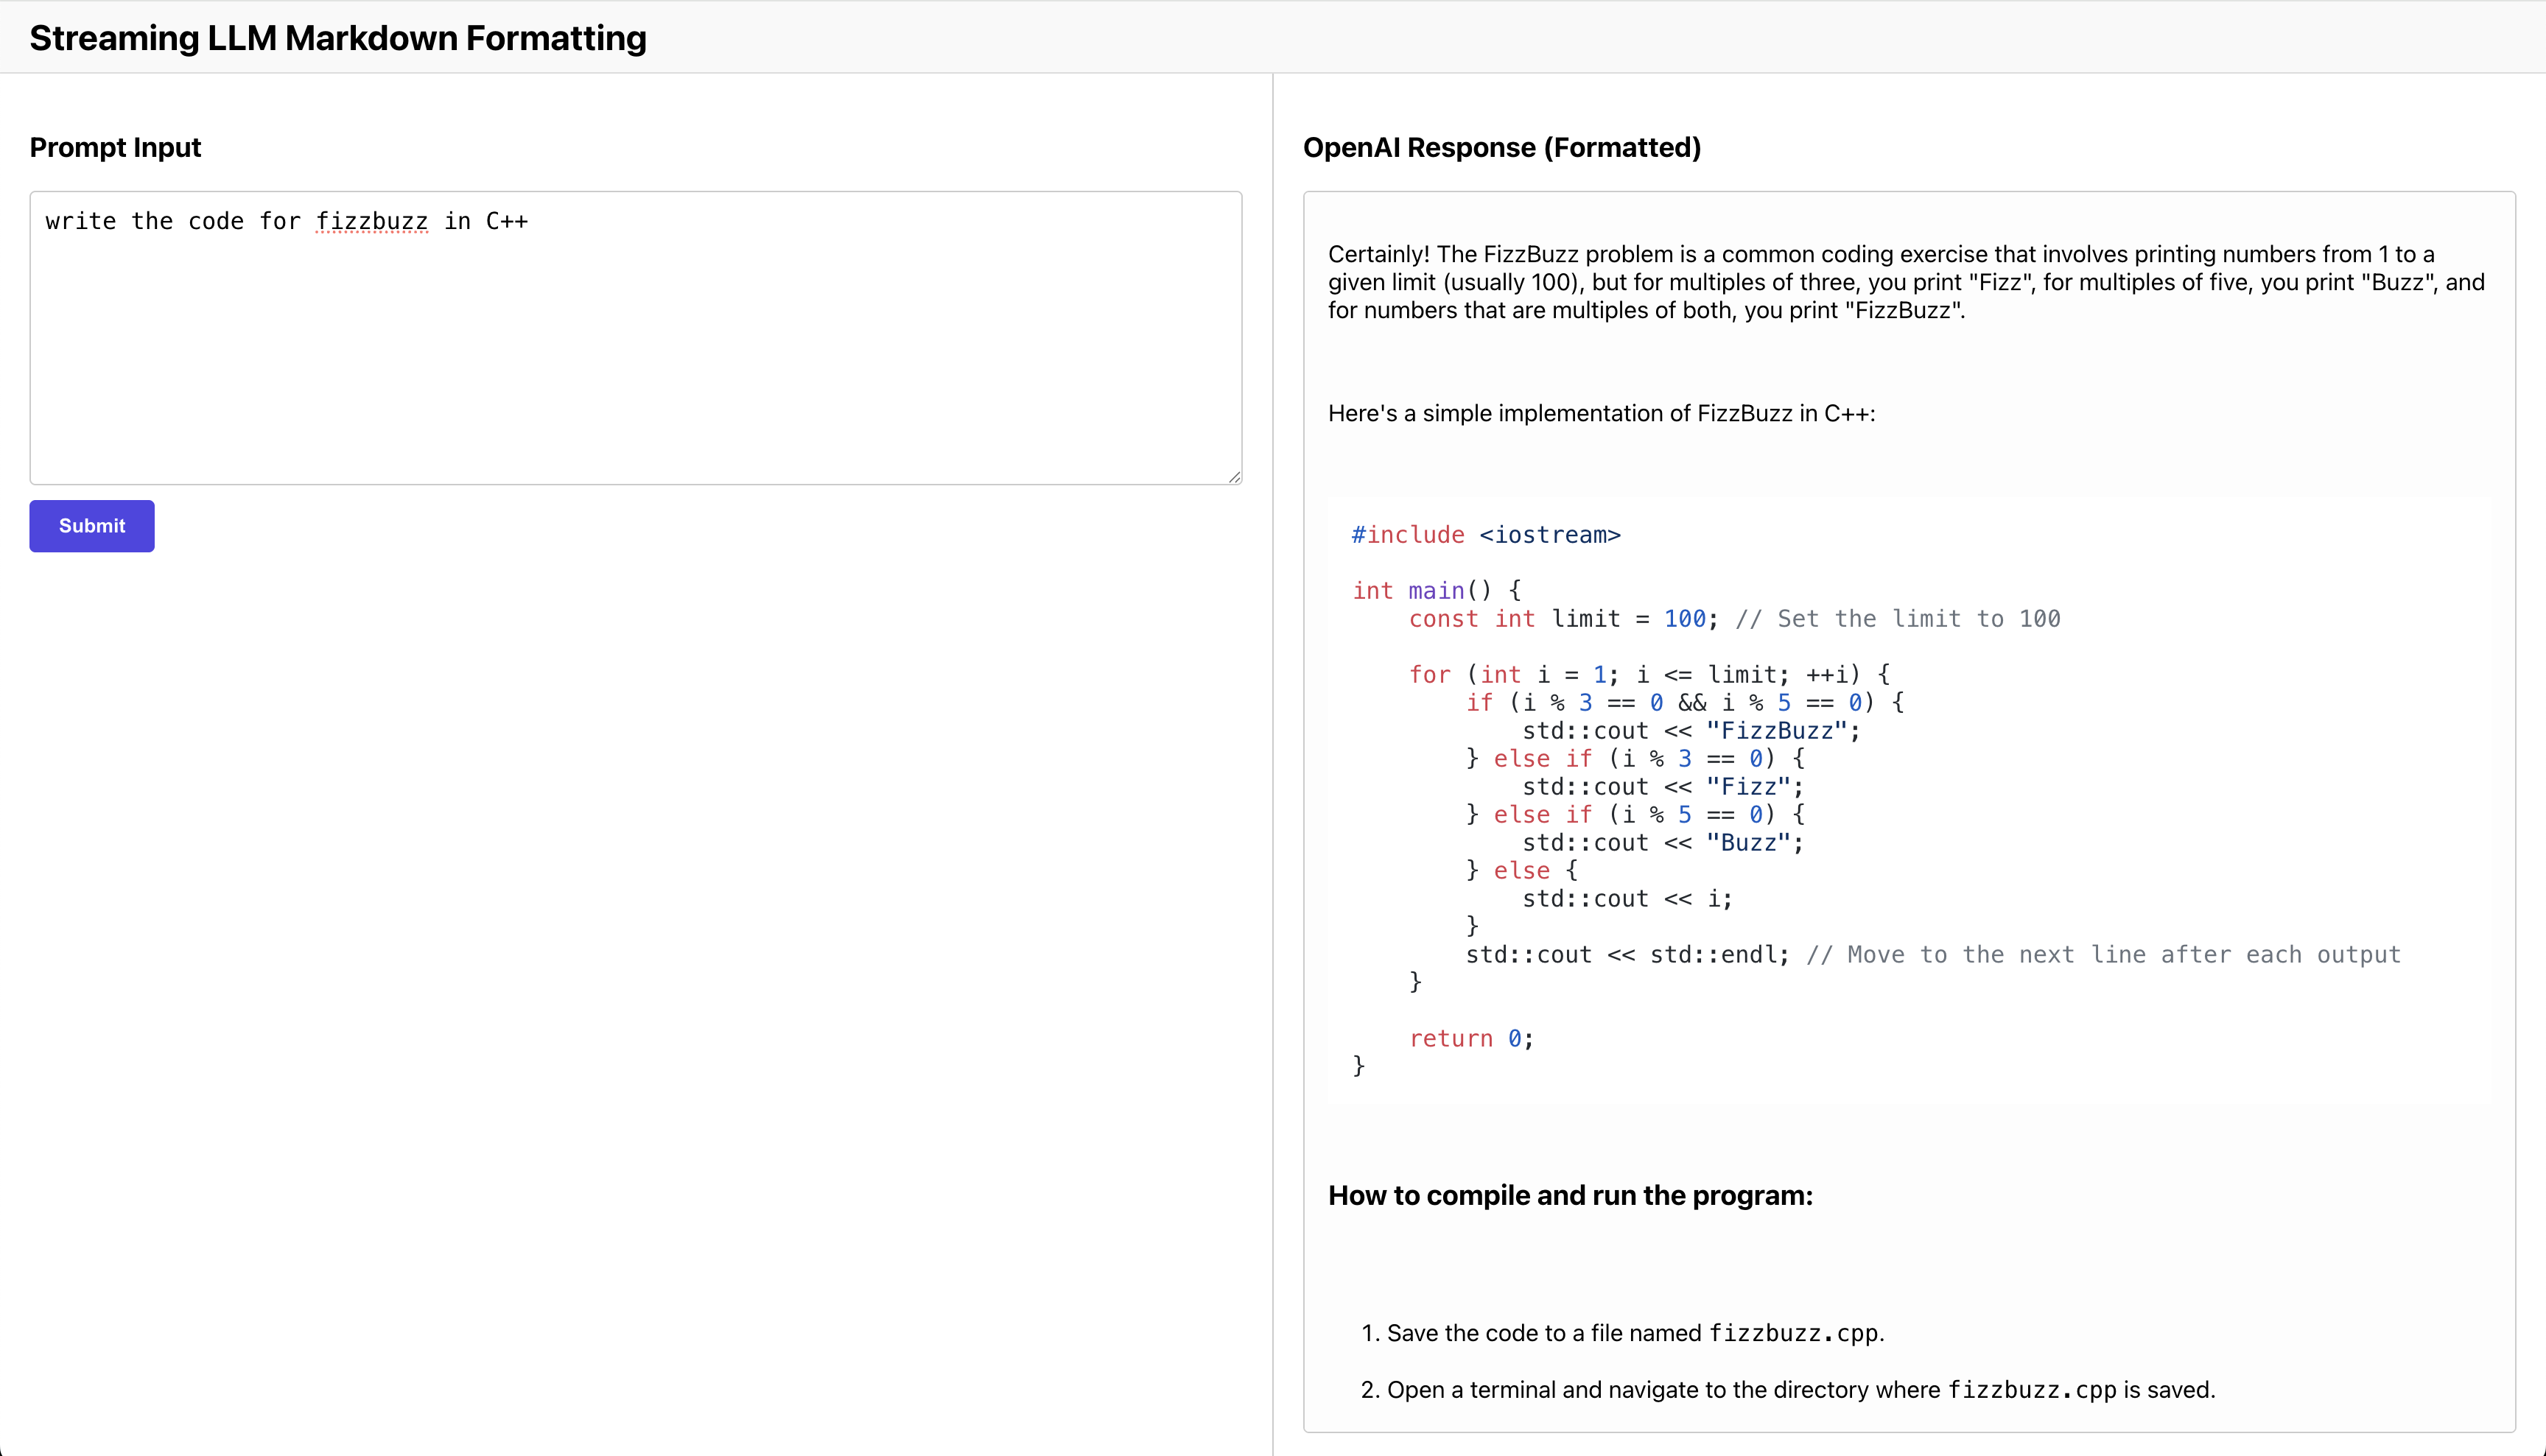 Streaming LLM Markdown Formatting
Prompt Input
write the code for fizzbuzz in C++
Submit
OpenAI Response (Formatted)
Certainly! The FizzBuzz problem is a common coding exercise that involves printing numbers from 1 to a
given limit (usually 100), but for multiples of three, you print "Fizz", for multiples of five, you print "Buzz", and
for numbers that are multiples of both, you print "FizzBuzz".
Here's a simple implementation of FizzBuzz in C++:
#include <iostream>
int main() {
    const int limit = 100; // Set the limit to 100
    for (int i = 1; i <= limit; ++i) {
        if (i % 3 == 0 && i % 5 == 0) {
            std::cout << "FizzBuzz";
        } else if (i % 3 == 0) {
            std::cout << "Fizz";
        } else if (i % 5 == 0) {
            std::cout << "Buzz";
        } else {
            std::cout << i;
        }
        std::cout << std::endl; // Move to the next line after each output
    }
    return 0;
}
How to compile and run the program:
1. Save the code to a file named fizzbuzz.cpp.
2. Open a terminal and navigate to the directory where fizzbuzz.cpp is saved.